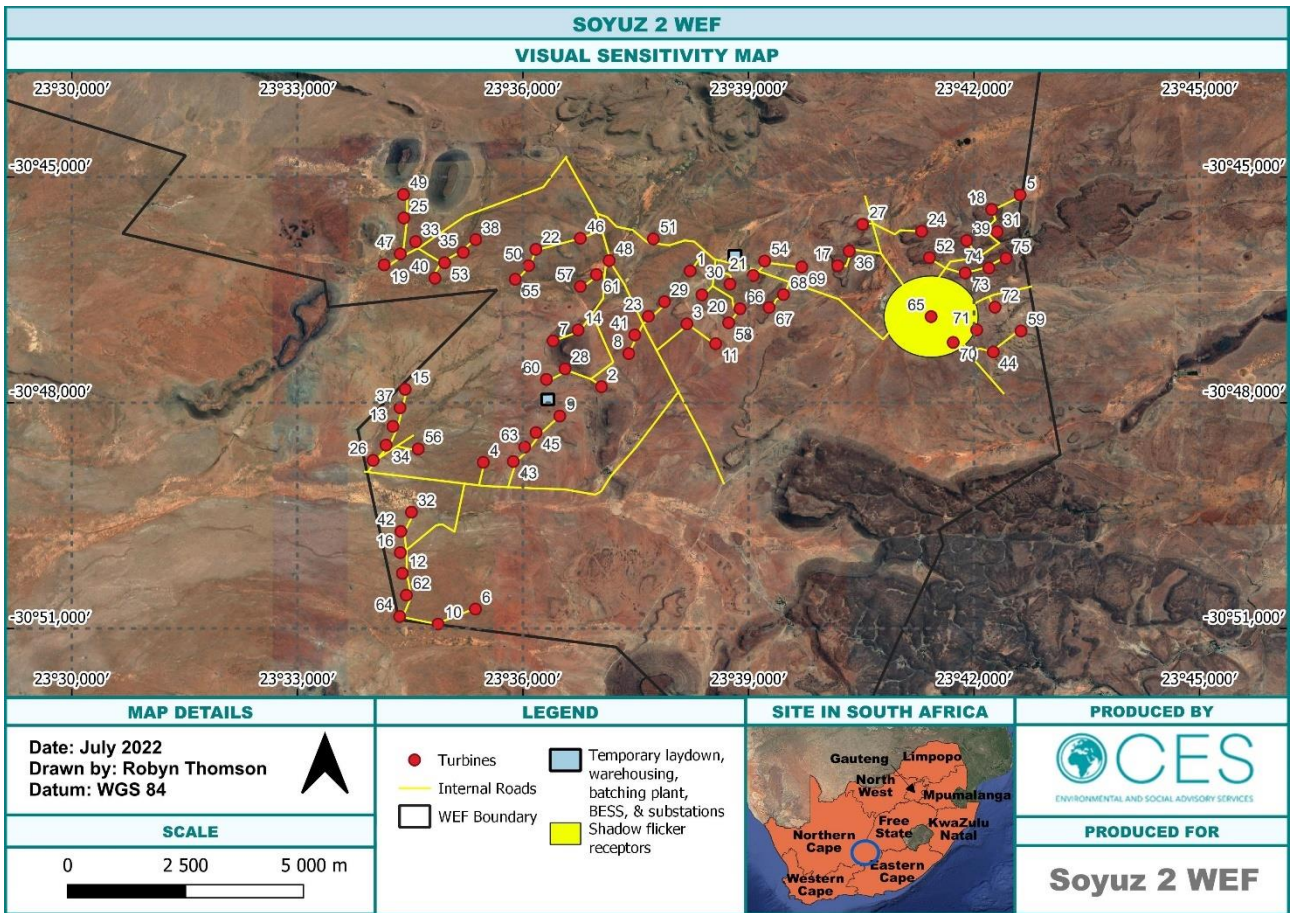 SOYUZ 2 WEF
VISUAL SENSITIVITY MAP
23°30,000′ 23°33,000′ 23°36,000′ 23°39,000′ 23°42,000′ 23°45,000′
-30°45,000′ -30°45,000′
49 5
25 18
27 24 31
47 33 35 38 22 46 51 39
50 48 54 17 52 74 75
19 40 53 57 1 30 21 36
55 61 69 73
29 20 66 68
23 3 67 65 72
14 41 58 71 59
7 8 11 70 44
28
60 2
15
-30°48,000′ -30°48,000′
37 9
13
56 63 45
26 34 4 43
32
42
16
12
62 6
-30°51,000′ 64 10 -30°51,000′
23°30,000′ 23°33,000′ 23°36,000′ 23°39,000′ 23°42,000′ 23°45,000′
MAP DETAILS
Date: July 2022
Drawn by: Robyn Thomson
Datum: WGS 84
SCALE
0 2 500 5 000 m
LEGEND
Turbines
Internal Roads
WEF Boundary
Temporary laydown,
warehousing,
batching plant,
BESS, & substations
Shadow flicker
receptors
SITE IN SOUTH AFRICA
Gauteng Limpopo
North
West
Mpumalanga
Free
State
KwaZulu
Natal
Northern
Cape
Eastern
Cape
Western
Cape
PRODUCED BY
CES
ENVIRONMENTAL AND SOCIAL ADVISORY SERVICES
PRODUCED FOR
Soyuz 2 WEF